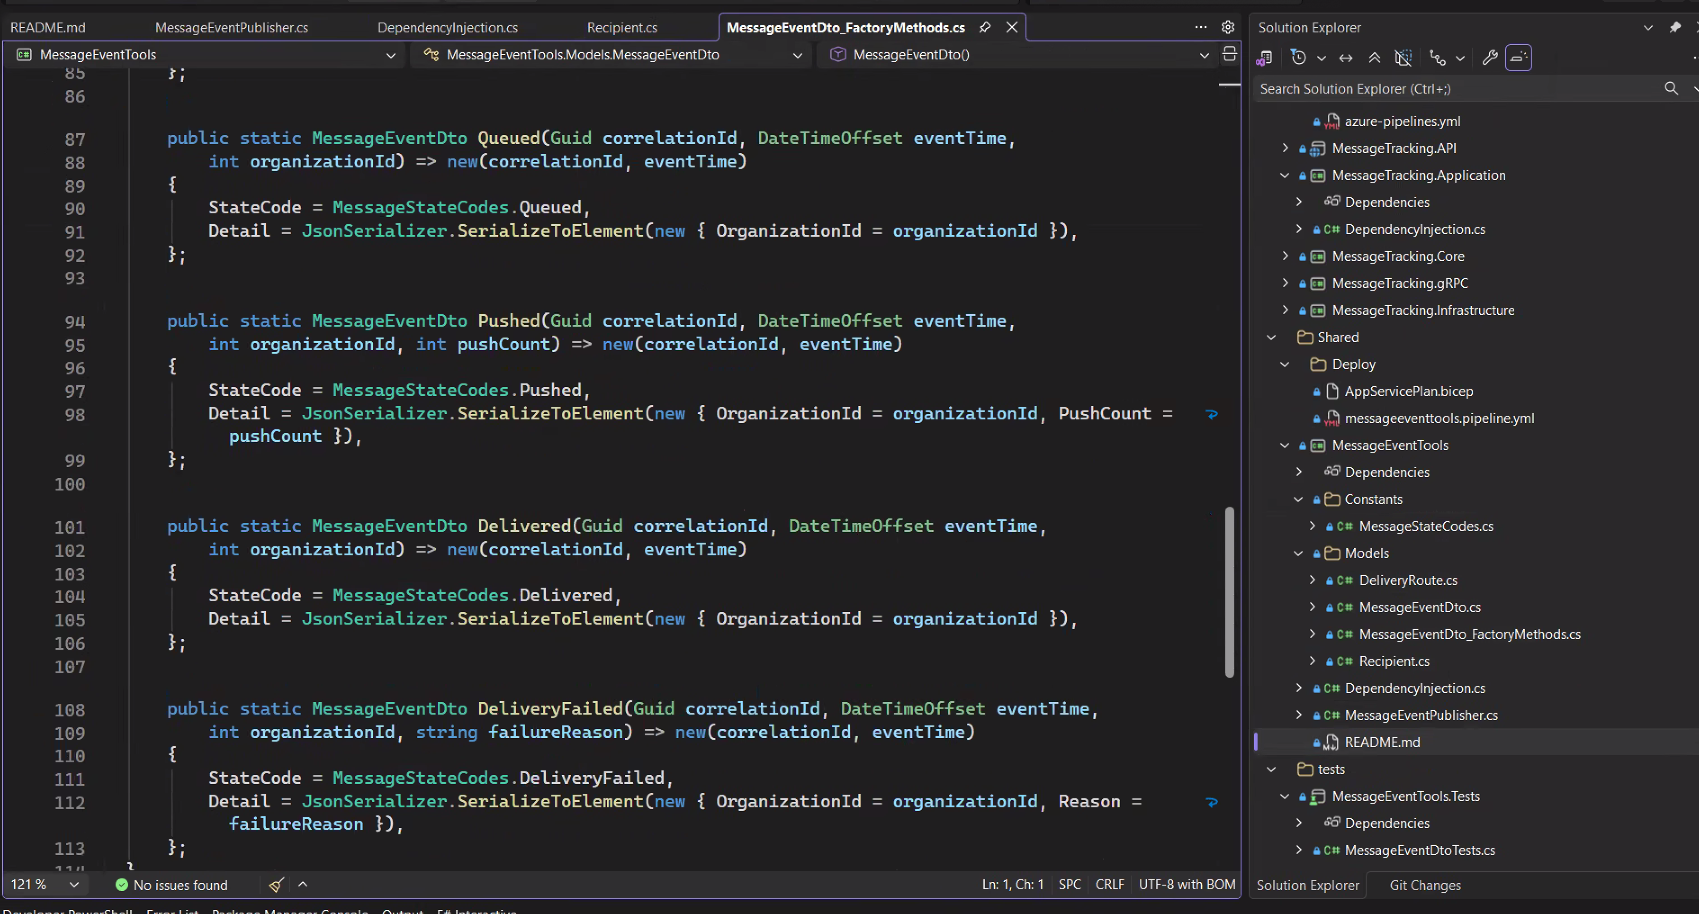 README.md MessageEventPublisher.cs DependencyInjection.cs Recipient.cs MessageEventDto_FactoryMethods.cs
MessageEventTools MessageEventTools.Models.MessageEventDto MessageEventDto()
85 };
86
87 public static MessageEventDto Queued(Guid correlationId, DateTimeOffset eventTime,
88 int organizationId) => new(correlationId, eventTime)
89 {
90 StateCode = MessageStateCodes.Queued,
91 Detail = JsonSerializer.SerializeToElement(new { OrganizationId = organizationId }),
92 };
93
94 public static MessageEventDto Pushed(Guid correlationId, DateTimeOffset eventTime,
95 int organizationId, int pushCount) => new(correlationId, eventTime)
96 {
97 StateCode = MessageStateCodes.Pushed,
98 Detail = JsonSerializer.SerializeToElement(new { OrganizationId = organizationId, PushCount =
pushCount }),
99 };
100
101 public static MessageEventDto Delivered(Guid correlationId, DateTimeOffset eventTime,
102 int organizationId) => new(correlationId, eventTime)
103 {
104 StateCode = MessageStateCodes.Delivered,
105 Detail = JsonSerializer.SerializeToElement(new { OrganizationId = organizationId }),
106 };
107
108 public static MessageEventDto DeliveryFailed(Guid correlationId, DateTimeOffset eventTime,
109 int organizationId, string failureReason) => new(correlationId, eventTime)
110 {
111 StateCode = MessageStateCodes.DeliveryFailed,
112 Detail = JsonSerializer.SerializeToElement(new { OrganizationId = organizationId, Reason =
failureReason }),
113 };
114 }
121 % No issues found Ln: 1, Ch: 1 SPC CRLF UTF-8 with BOM
Developer PowerShell Error List Package Manager Console Output F# Interactive
Solution Explorer
Search Solution Explorer (Ctrl+;)
azure-pipelines.yml
MessageTracking.API
MessageTracking.Application
Dependencies
C# DependencyInjection.cs
MessageTracking.Core
MessageTracking.gRPC
MessageTracking.Infrastructure
Shared
Deploy
AppServicePlan.bicep
messageeventtools.pipeline.yml
MessageEventTools
Dependencies
Constants
C# MessageStateCodes.cs
Models
C# DeliveryRoute.cs
C# MessageEventDto.cs
C# MessageEventDto_FactoryMethods.cs
C# Recipient.cs
C# DependencyInjection.cs
C# MessageEventPublisher.cs
README.md
tests
MessageEventTools.Tests
Dependencies
C# MessageEventDtoTests.cs
Solution Explorer Git Changes